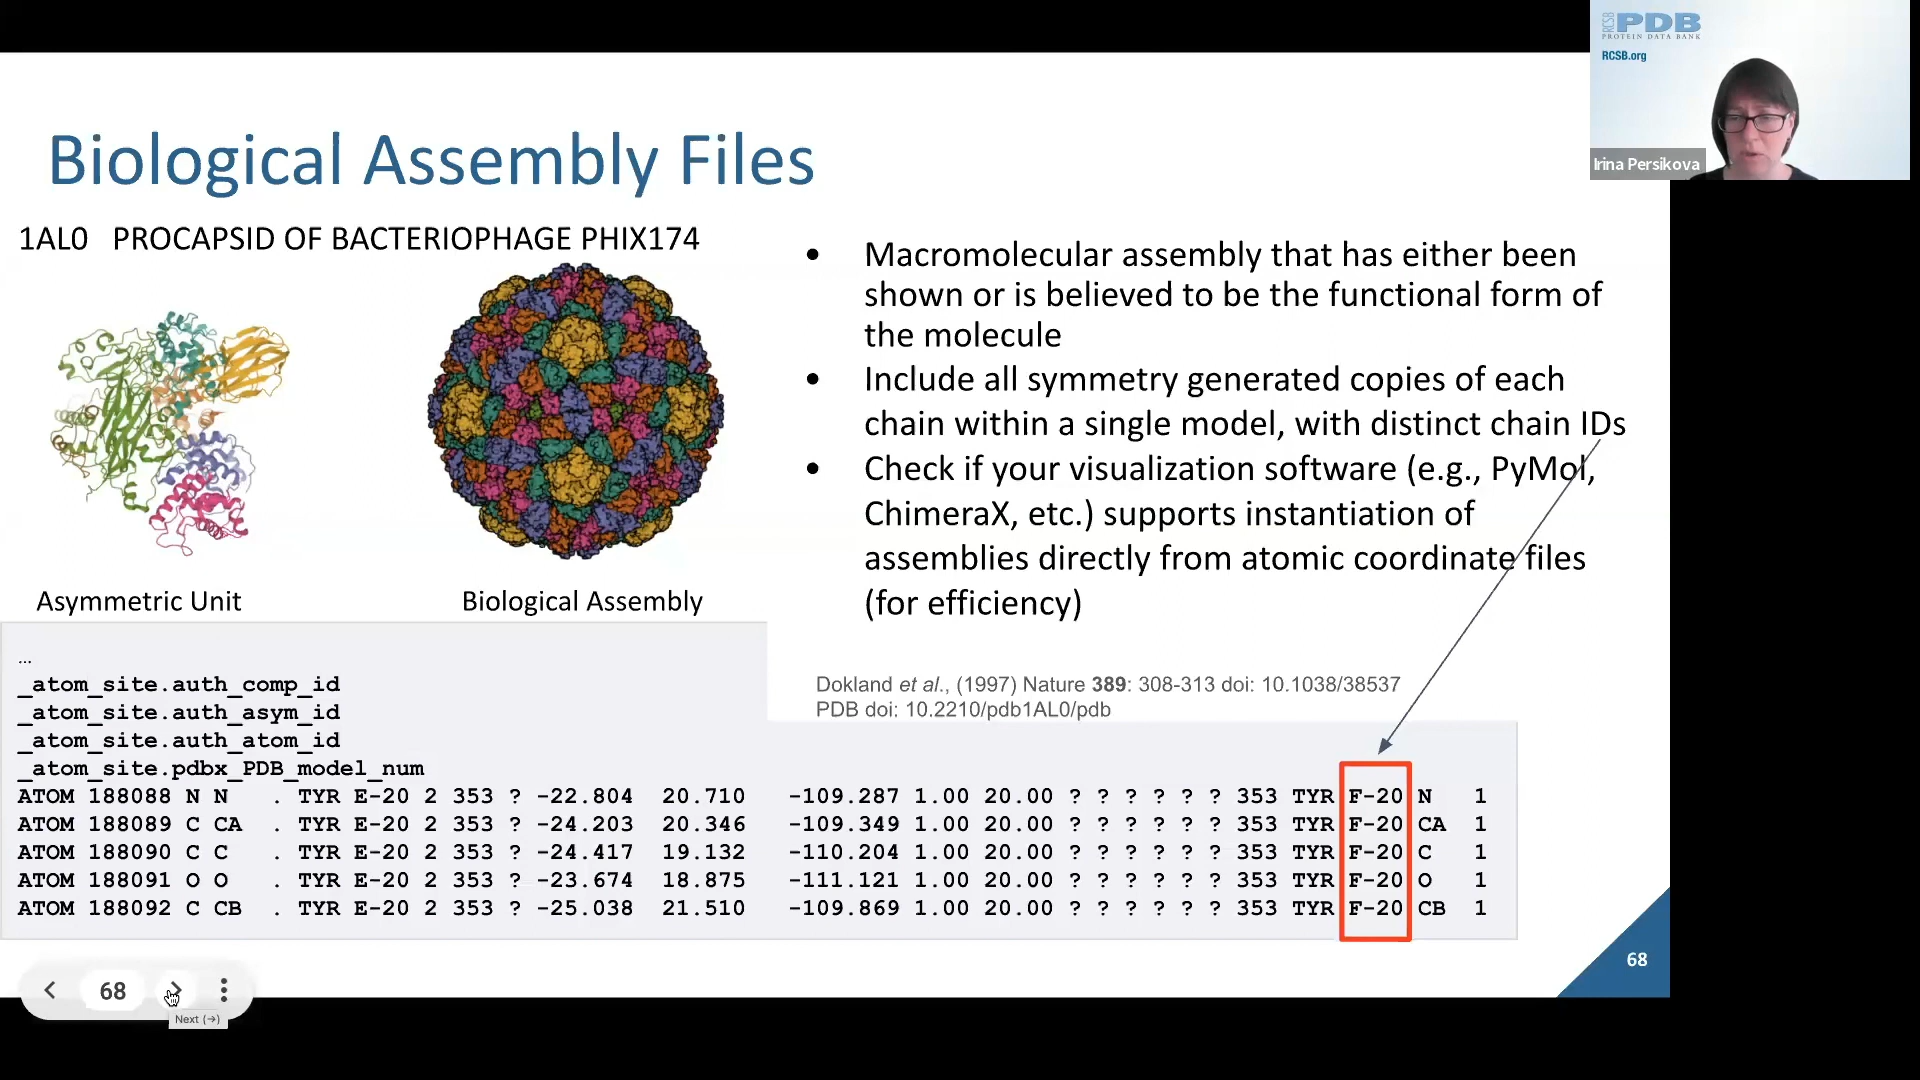 RCSB PDB
PROTEIN DATA BANK
RCSB.org
Irina Persikova
Biological Assembly Files
1AL0 PROCAPSID OF BACTERIOPHAGE PHIX174
Asymmetric Unit
Biological Assembly
• Macromolecular assembly that has either been
shown or is believed to be the functional form of
the molecule
• Include all symmetry generated copies of each
chain within a single model, with distinct chain IDs
• Check if your visualization software (e.g., PyMol,
ChimeraX, etc.) supports instantiation of
assemblies directly from atomic coordinate files
(for efficiency)
Dokland et al., (1997) Nature 389: 308-313 doi: 10.1038/38537
PDB doi: 10.2210/pdb1AL0/pdb
...
_atom_site.auth_comp_id
_atom_site.auth_asym_id
_atom_site.auth_atom_id
_atom_site.pdbx_PDB_model_num
ATOM 188088 N N . TYR E-20 2 353 ? -22.804 20.710 -109.287 1.00 20.00 ? ? ? ? ? ? 353 TYR F-20 N 1
ATOM 188089 C CA . TYR E-20 2 353 ? -24.203 20.346 -109.349 1.00 20.00 ? ? ? ? ? ? 353 TYR F-20 CA 1
ATOM 188090 C C . TYR E-20 2 353 ? -24.417 19.132 -110.204 1.00 20.00 ? ? ? ? ? ? 353 TYR F-20 C 1
ATOM 188091 O O . TYR E-20 2 353 ? -23.674 18.875 -111.121 1.00 20.00 ? ? ? ? ? ? 353 TYR F-20 O 1
ATOM 188092 C CB . TYR E-20 2 353 ? -25.038 21.510 -109.869 1.00 20.00 ? ? ? ? ? ? 353 TYR F-20 CB 1
68
68
Next (→)